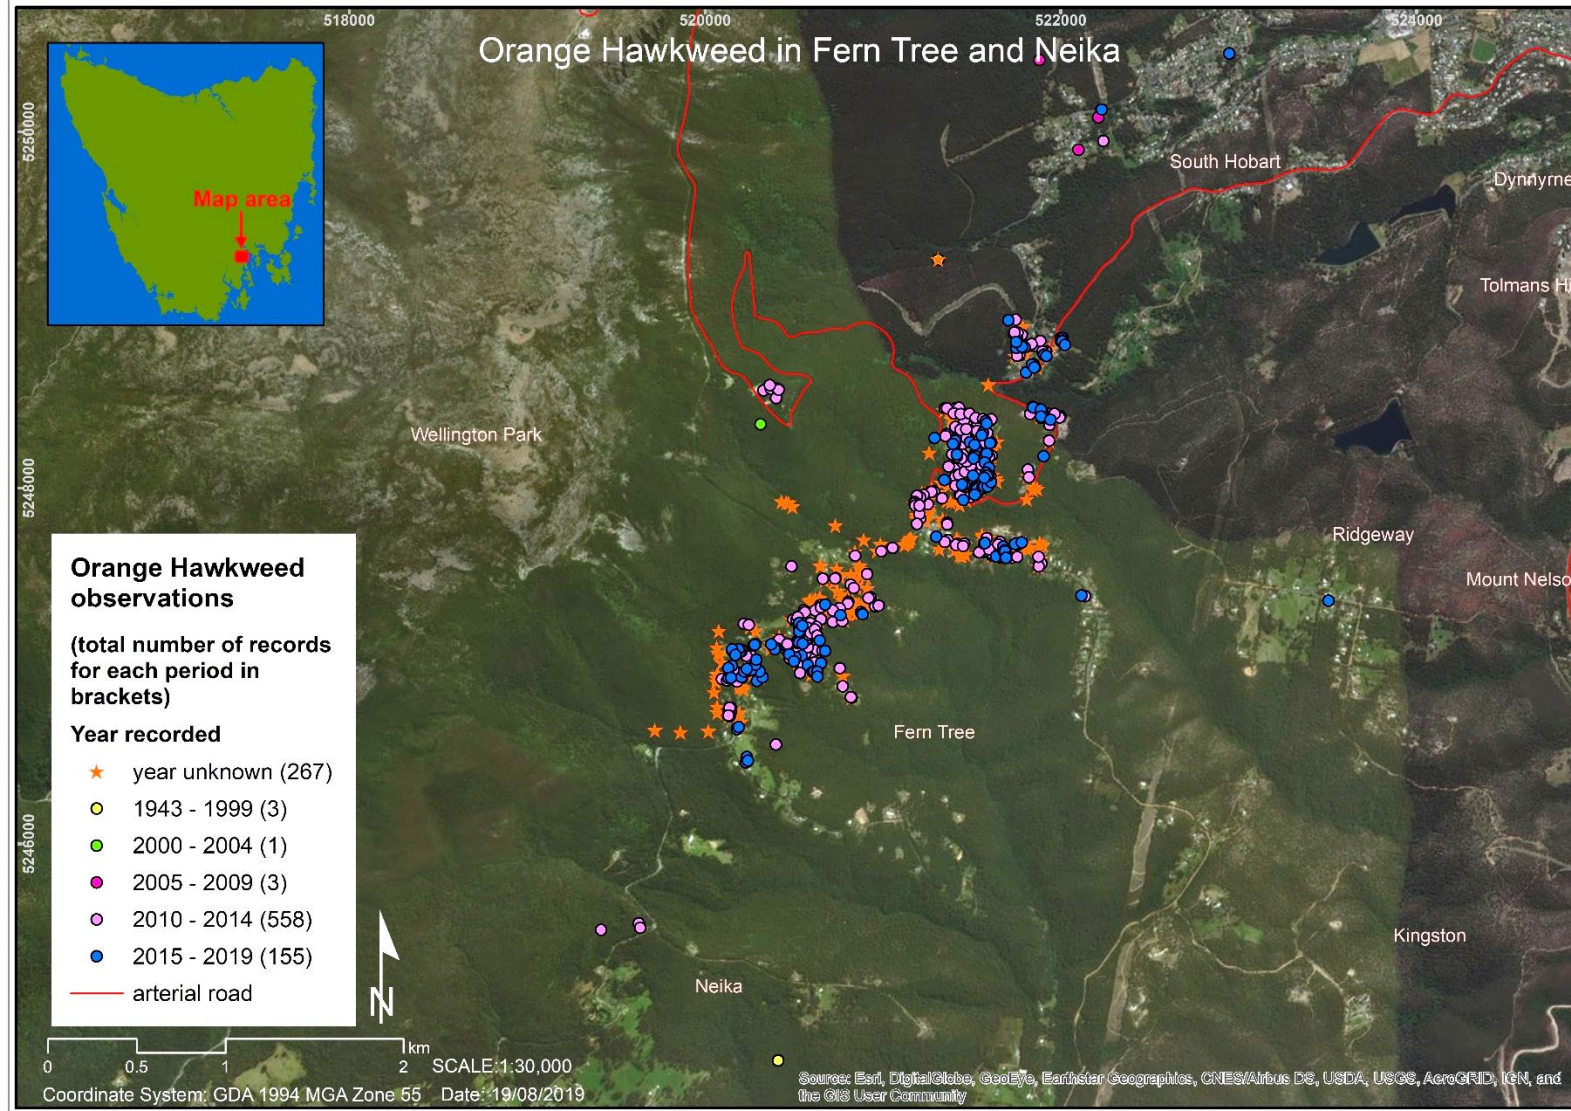 518000
520000
522000
524000
Orange Hawkweed in Fern Tree and Neika
5250000
Map area
South Hobart
Dynnyrne
Tolmans Hi
Wellington Park
5248000
Ridgeway
Mount Nelso
Orange Hawkweed
observations
(total number of records
for each period in
brackets)
Year recorded
year unknown (267)
1943 - 1999 (3)
2000 - 2004 (1)
2005 - 2009 (3)
2010 - 2014 (558)
2015 - 2019 (155)
arterial road
Fern Tree
5246000
Kingston
Neika
N
km
0 0.5 1 2
SCALE:1:30,000
Coordinate System: GDA 1994 MGA Zone 55 Date: 19/08/2019
Source: Esri, DigitalGlobe, GeoEye, Earthstar Geographics, CNES/Airbus DS, USDA, USGS, AeroGRID, IGN, and
the GIS User Community